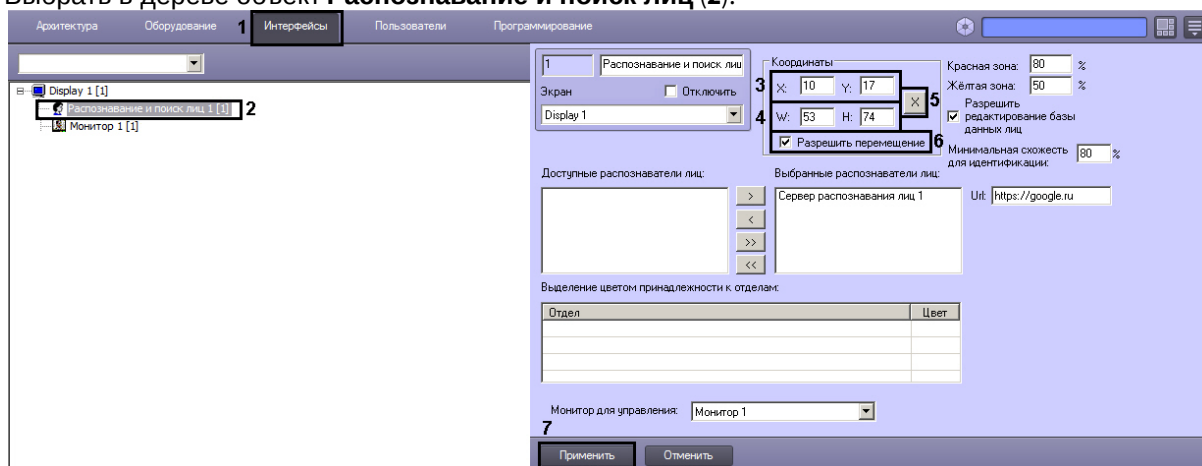 Выбрать в дереве объект Распознавание и поиск лиц (2).
Архитектура Оборудование 1 Интерфейсы Пользователи Программирование
1 Распознавание и поиск лиц
Экран Отключить
Display 1
Координаты
3 X: 10 Y: 17
4 W: 53 H: 74
X 5
Разрешить перемещение 6
Красная зона: 80 %
Жёлтая зона: 50 %
Разрешить
редактирование базы
данных лиц
Минимальная схожесть
для идентификации: 80 %
Display 1 [1]
Распознавание и поиск лиц 1 [1] 2
Монитор 1 [1]
Доступные распознаватели лиц: Выбранные распознаватели лиц:
> Сервер распознавания лиц 1 Url: https://google.ru
<
>>
<<
Выделение цветом принадлежности к отделам:
Отдел Цвет
Монитор для управления: Монитор 1
7
Применить Отменить